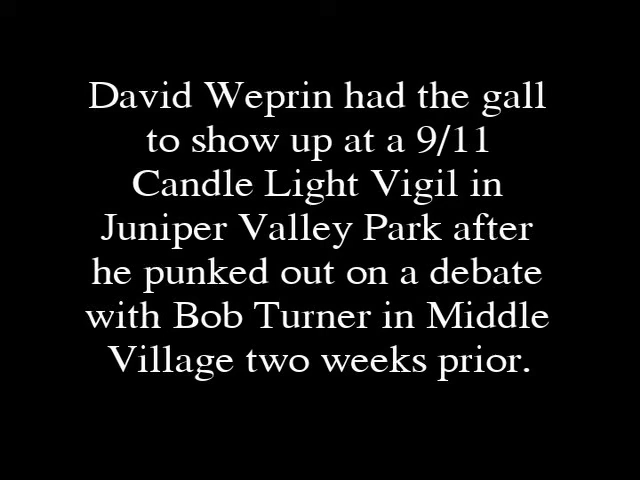 David Weprin had the gall
to show up at a 9/11
Candle Light Vigil in
Juniper Valley Park after
he punked out on a debate
with Bob Turner in Middle
Village two weeks prior.